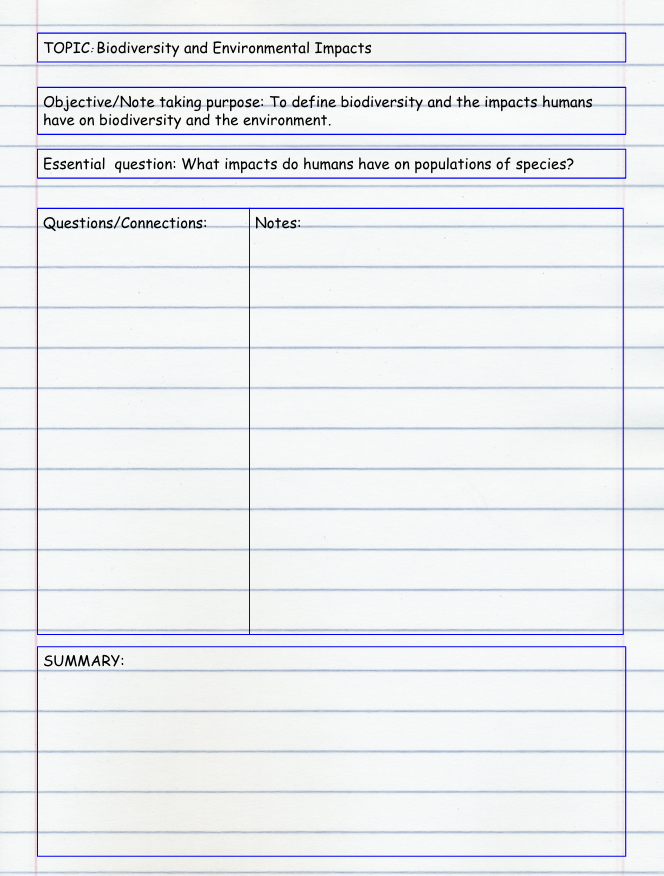 TOPIC: Biodiversity and Environmental Impacts
Objective/Note taking purpose: To define biodiversity and the impacts humans
have on biodiversity and the environment.
Essential  question: What impacts do humans have on populations of species?
Questions/Connections:
Notes:
SUMMARY: